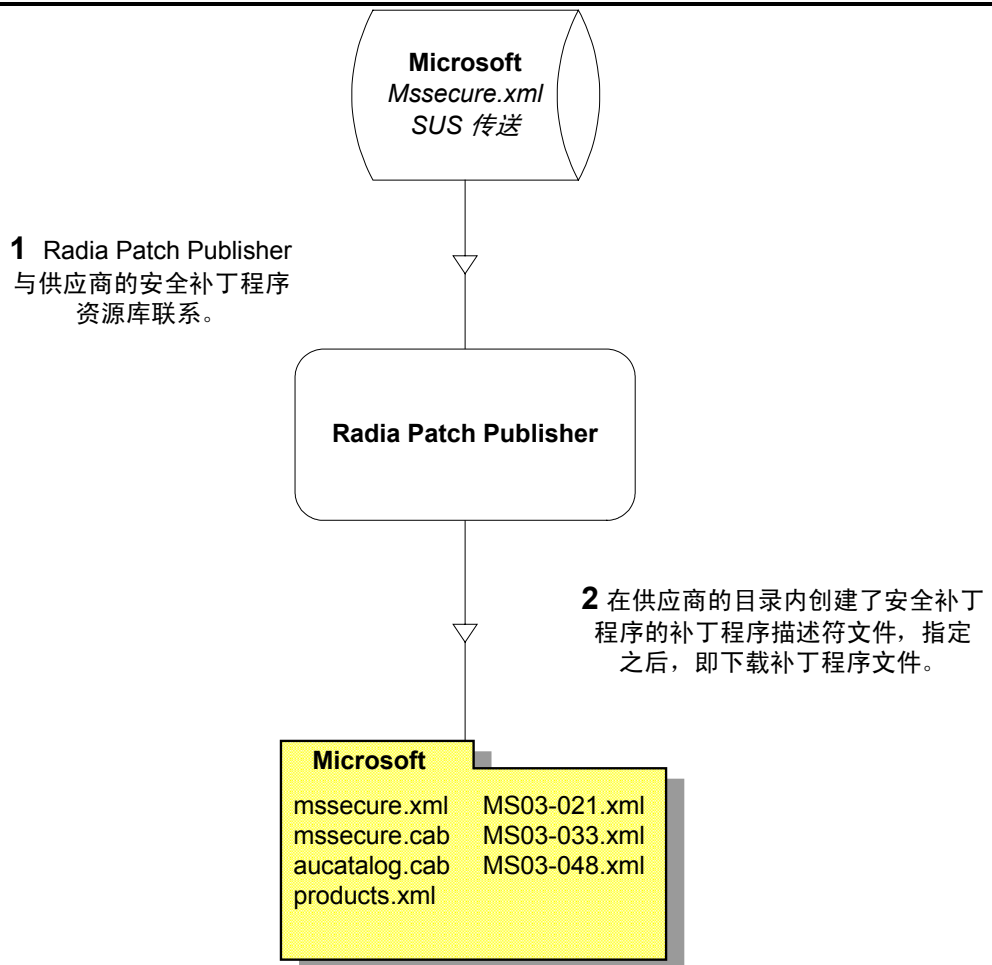 Microsoft
Mssecure.xml
SUS 传送
1 Radia Patch Publisher
与供应商的安全补丁程序
资源库联系。
Radia Patch Publisher
2 在供应商的目录内创建了安全补丁
程序的补丁程序描述符文件，指定
之后，即下载补丁程序文件。
Microsoft
mssecure.xml MS03-021.xml
mssecure.cab MS03-033.xml
aucatalog.cab MS03-048.xml
products.xml